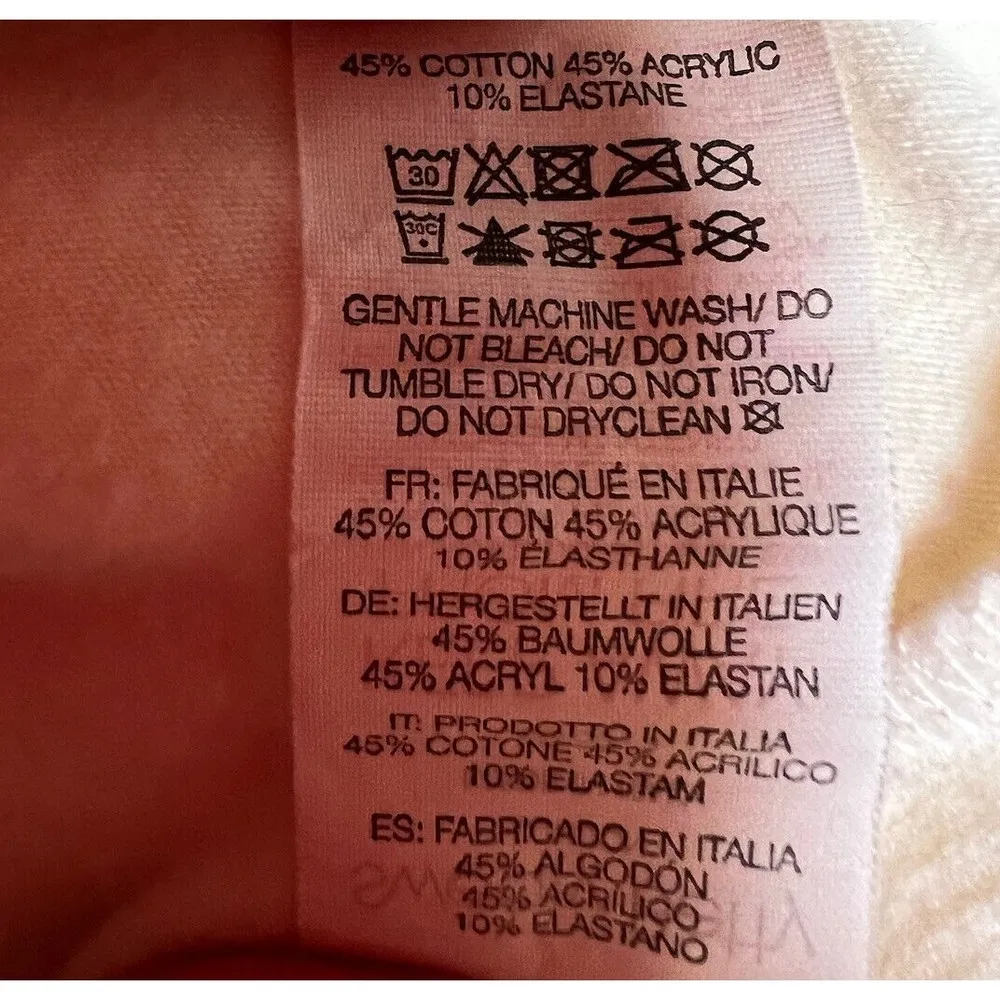 45% COTTON 45% ACRYLIC
10% ELASTANE
30
30C
GENTLE MACHINE WASH/ DO
NOT BLEACH/ DO NOT
TUMBLE DRY/ DO NOT IRON/
DO NOT DRYCLEAN
FR: FABRIQUÉ EN ITALIE
45% COTON 45% ACRYLIQUE
10% ÉLASTHANNE
DE: HERGESTELLT IN ITALIEN
45% BAUMWOLLE
45% ACRYL 10% ELASTAN
IT: PRODOTTO IN ITALIA
45% COTONE 45% ACRILICO
10% ELASTAM
ES: FABRICADO EN ITALIA
45% ALGODÓN
45% ACRÍLICO
10% ELASTANO